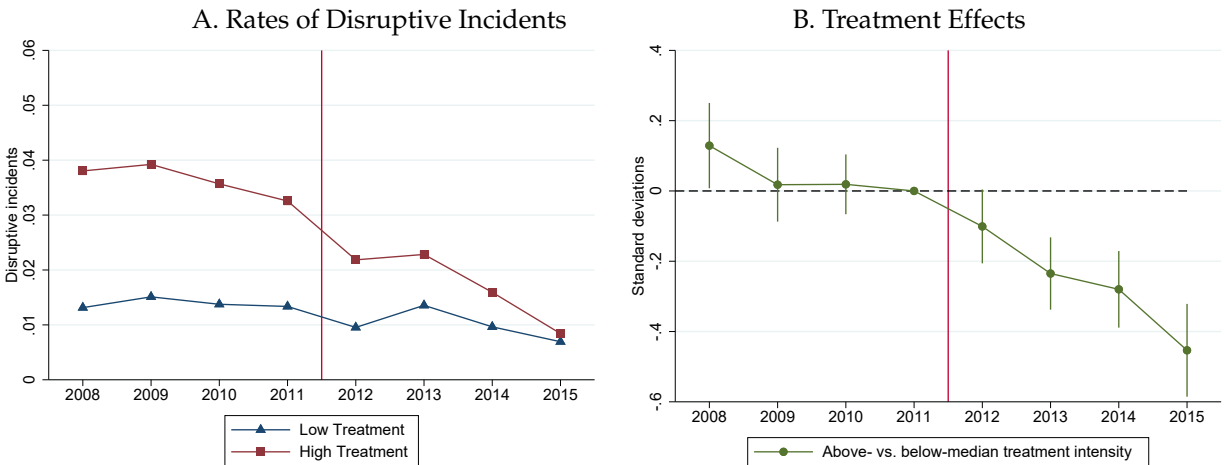 A. Rates of Disruptive Incidents
.06
.05
.04
.03
.02
.01
0
Disruptive incidents
2008 2009 2010 2011 2012 2013 2014 2015
Low Treatment
High Treatment
B. Treatment Effects
.4
.2
0
-.2
-.4
-.6
Standard deviations
2008 2009 2010 2011 2012 2013 2014 2015
Above- vs. below-median treatment intensity